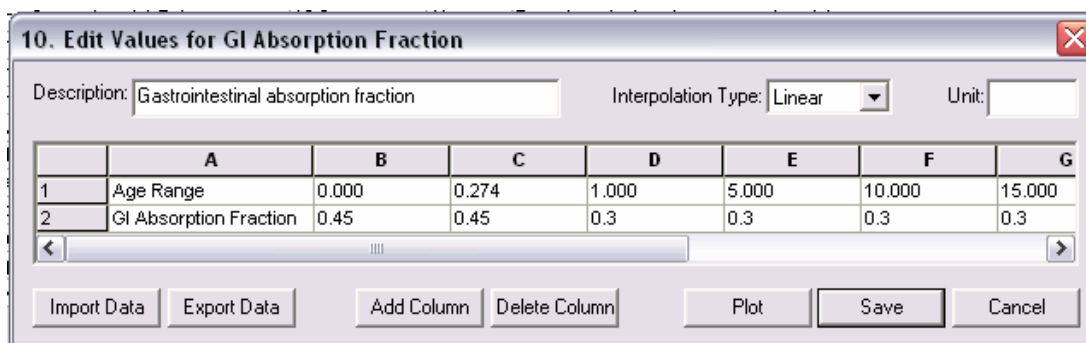 10. Edit Values for GI Absorption Fraction
Description: Gastrointestinal absorption fraction Interpolation Type: Linear Unit:
A B C D E F G
1 Age Range 0.000 0.274 1.000 5.000 10.000 15.000
2 GI Absorption Fraction 0.45 0.45 0.3 0.3 0.3 0.3
Import Data Export Data Add Column Delete Column Plot Save Cancel